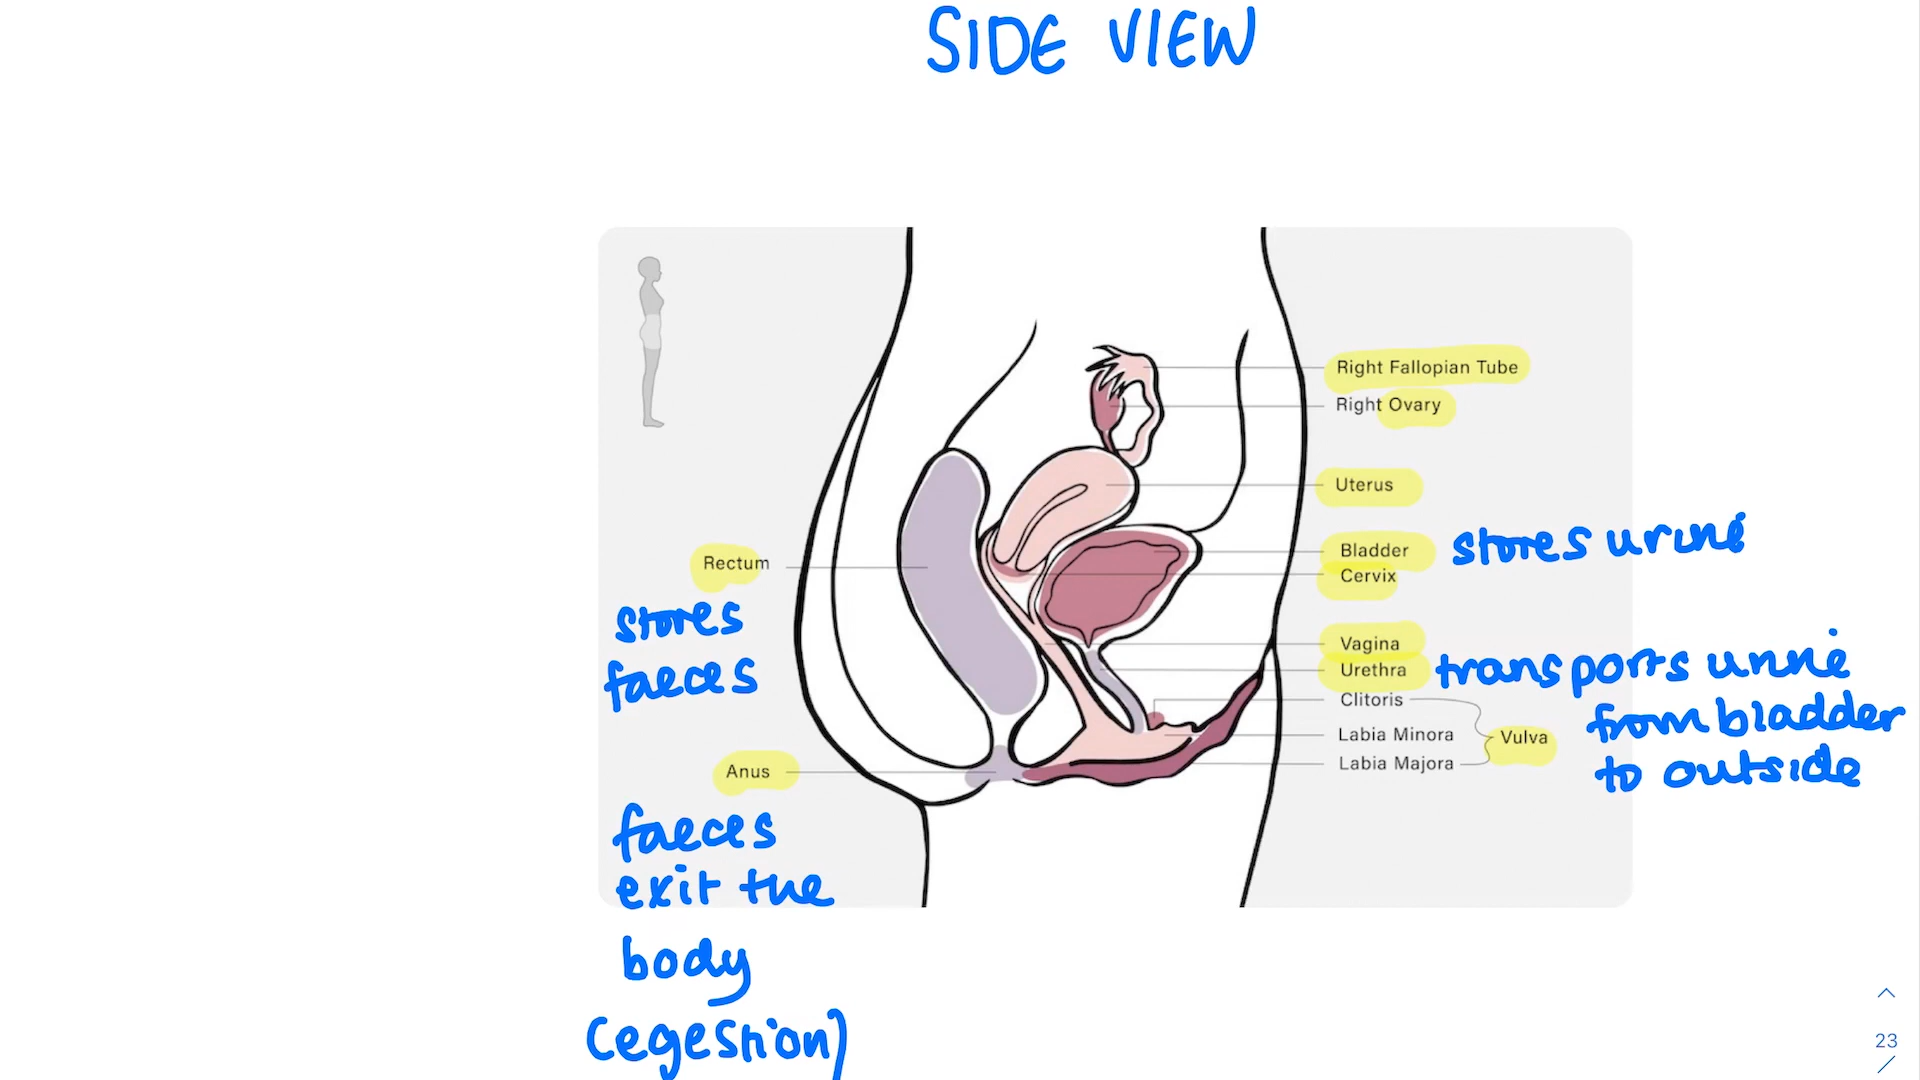 SIDE VIEW
Right Fallopian Tube
Right Ovary
Uterus
Bladder
stores urine
Cervix
Vagina
Urethra
transports urine
from bladder
to outside
Clitoris
Labia Minora
Labia Majora
Vulva
Rectum
stores
faeces
Anus
faeces
exit the
body
(egestion)
23